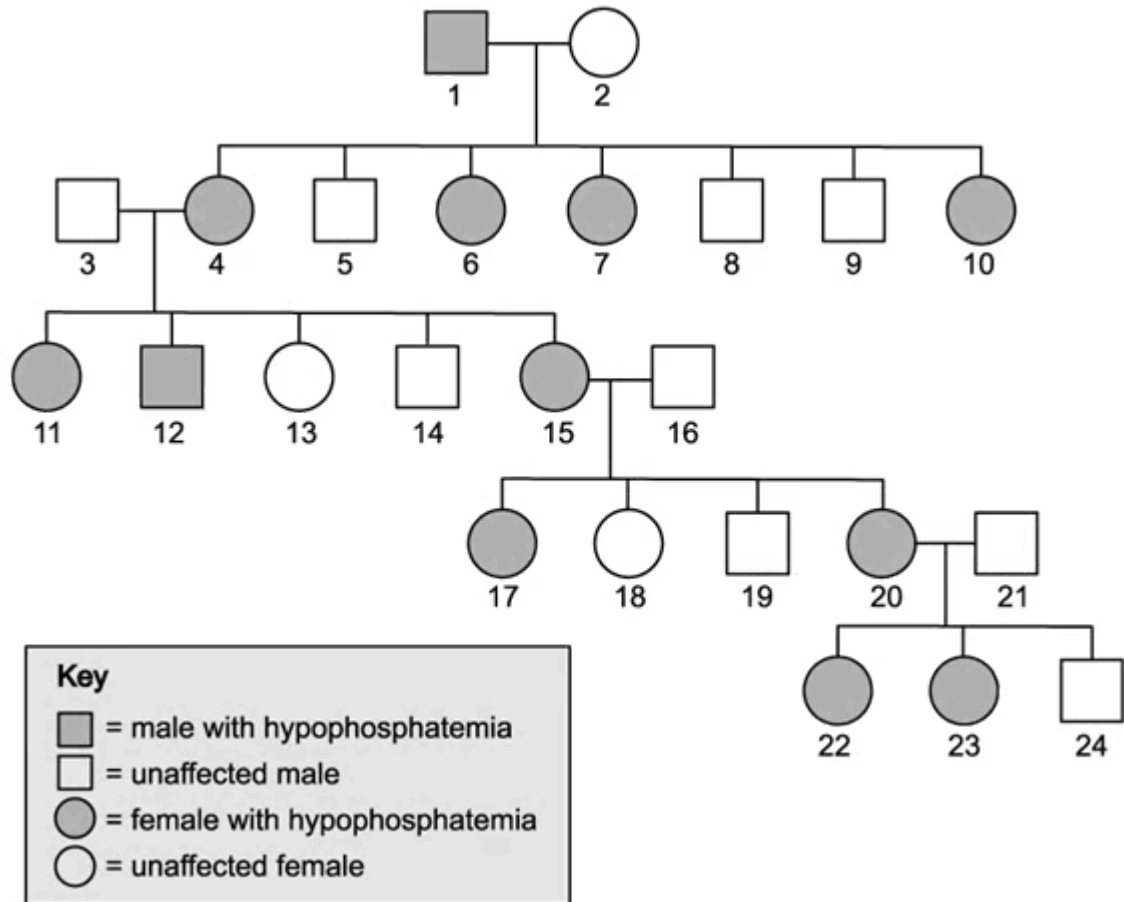 1 2
3 4 5 6 7 8 9 10
11 12 13 14 15 16
17 18 19 20 21
22 23 24
Key
= male with hypophosphatemia
= unaffected male
= female with hypophosphatemia
= unaffected female